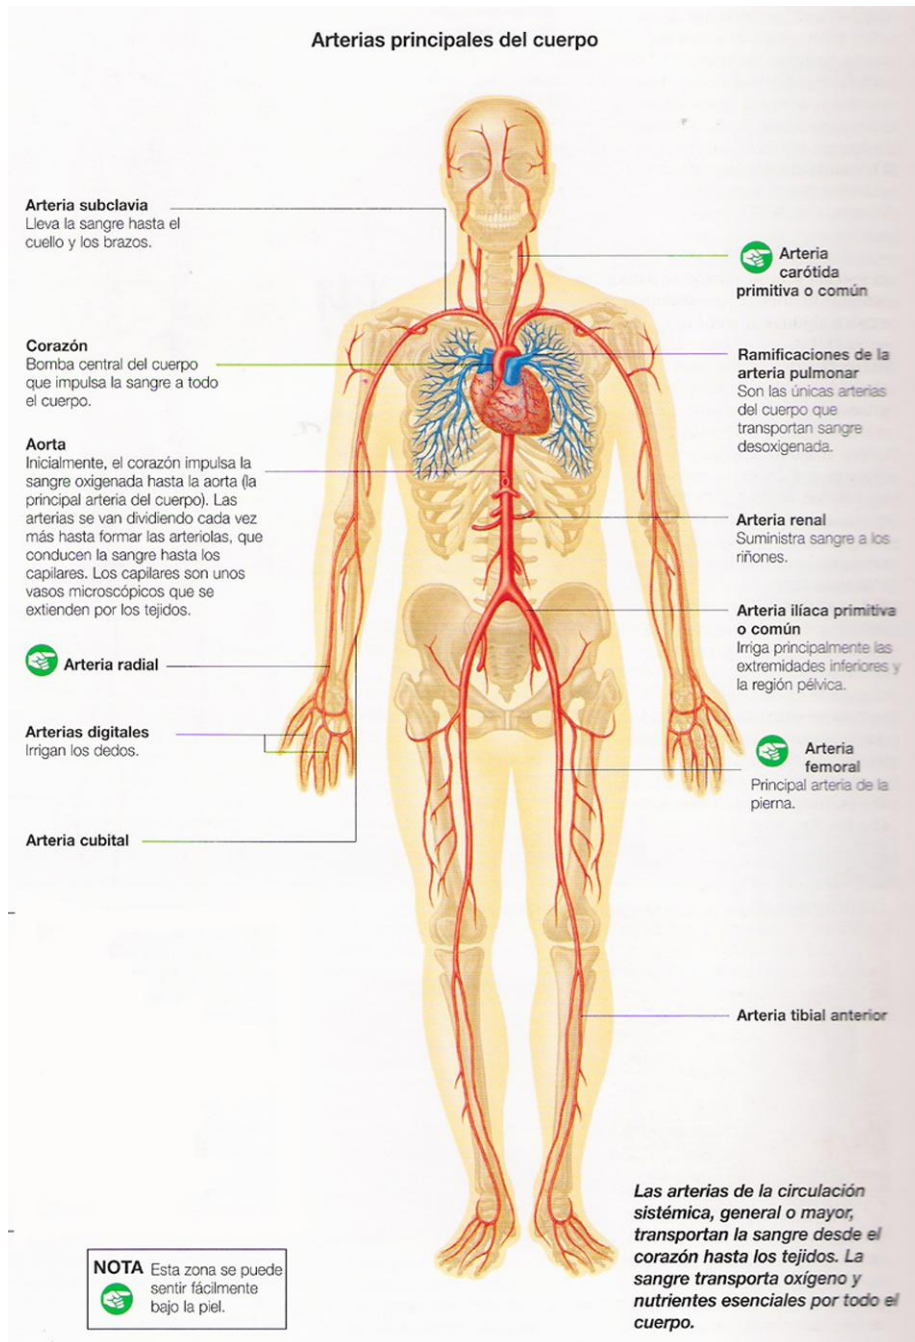 Arterias principales del cuerpo
Arteria subclavia
Lleva la sangre hasta el
cuello y los brazos.
Corazón
Bomba central del cuerpo
que impulsa la sangre a todo
el cuerpo.
Aorta
Inicialmente, el corazón impulsa la
sangre oxigenada hasta la aorta (la
principal arteria del cuerpo). Las
arterias se van dividiendo cada vez
más hasta formar las arteriolas, que
conducen la sangre hasta los
capilares. Los capilares son unos
vasos microscópicos que se
extienden por los tejidos.
Arteria radial
Arterias digitales
Irrigan los dedos.
Arteria cubital
Arteria
carótida
primitiva o común
Ramificaciones de la
arteria pulmonar
Son las únicas arterias
del cuerpo que
transportan sangre
desoxigenada.
Arteria renal
Suministra sangre a los
riñones.
Arteria ilíaca primitiva
o común
Irriga principalmente las
extremidades inferiores y
la región pélvica.
Arteria
femoral
Principal arteria de la
pierna.
Arteria tibial anterior
Las arterias de la circulación
sistémica, general o mayor,
transportan la sangre desde el
corazón hasta los tejidos. La
sangre transporta oxígeno y
nutrientes esenciales por todo el
cuerpo.
NOTA Esta zona se puede
sentir fácilmente
bajo la piel.